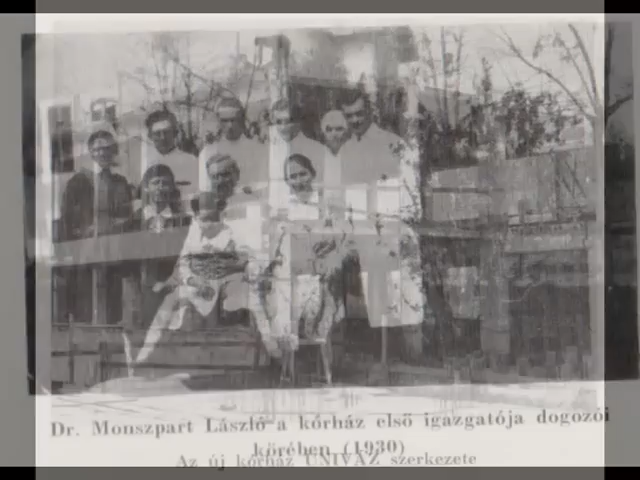 Dr. Monszpart László a kórház első igazgatója dogozói
körében (1930)
Az új kórház UNIVÁZ szerkezete